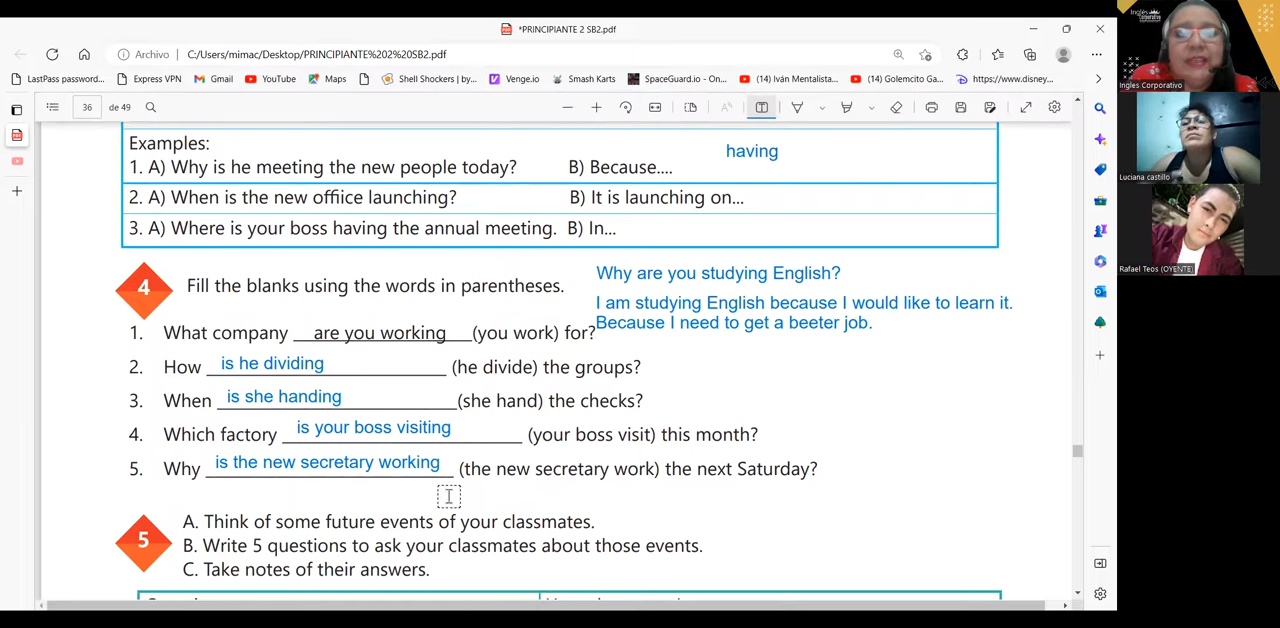 *PRINCIPIANTE 2 SB2.pdf
Archivo | C:/Users/mimac/Desktop/PRINCIPIANTE%202%20SB2.pdf
LastPass password... Express VPN Gmail YouTube Maps Shell Shockers | by... Venge.io Smash Karts SpaceGuard.io - On... (14) Iván Mentalista... (14) Golemcito Ga... https://www.disney...
36 de 49
Examples:
having
1. A) Why is he meeting the new people today? B) Because....
2. A) When is the new office launching? B) It is launching on...
3. A) Where is your boss having the annual meeting. B) In...
4 Fill the blanks using the words in parentheses.
Why are you studying English?
I am studying English because I would like to learn it.
Because I need to get a beeter job.
1. What company __are you working___(you work) for?
2. How is he dividing (he divide) the groups?
3. When is she handing (she hand) the checks?
4. Which factory is your boss visiting (your boss visit) this month?
5. Why is the new secretary working (the new secretary work) the next Saturday?
5 A. Think of some future events of your classmates.
B. Write 5 questions to ask your classmates about those events.
C. Take notes of their answers.
Inglés Corporativo
Ingles Corporativo
Luciana castillo
Rafael Teos (OYENTE)